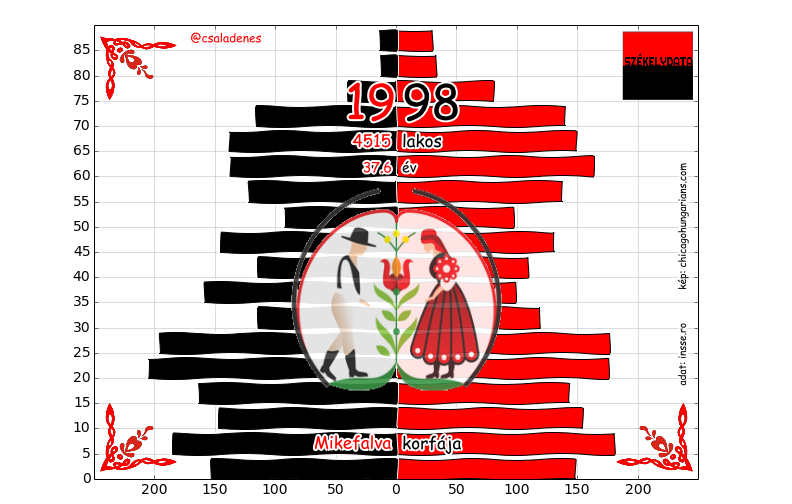 @csaladenes
SZÉKELYDATA
1998
4515 lakos
37.6 év
kép: chicagohungarians.com
adat: insse.ro
Mikefalva korfája
85
80
75
70
65
60
55
50
45
40
35
30
25
20
15
10
5
0
200 150 100 50 0 50 100 150 200